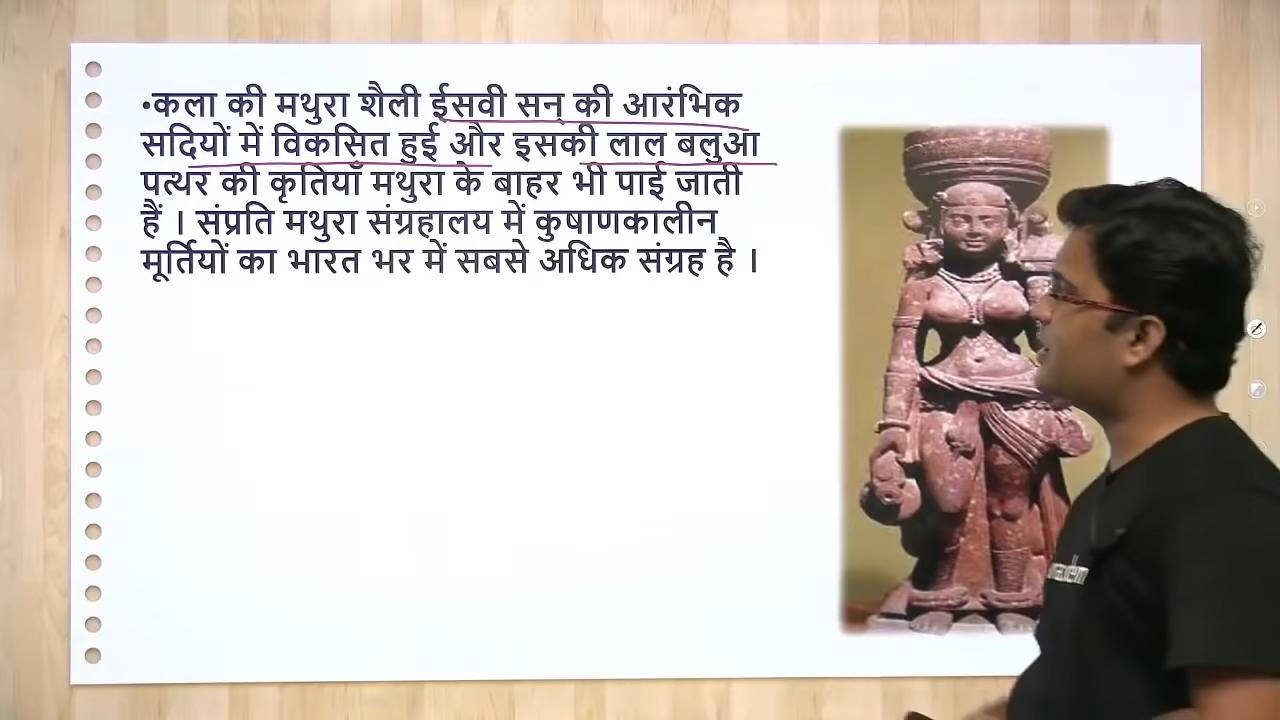 •कला की मथुरा शैली ईसवी सन् की आरंभिक
सदियों में विकसित हुई और इसकी लाल बलुआ
पत्थर की कृतियाँ मथुरा के बाहर भी पाई जाती
हैं । संप्रति मथुरा संग्रहालय में कुषाणकालीन
मूर्तियों का भारत भर में सबसे अधिक संग्रह है ।